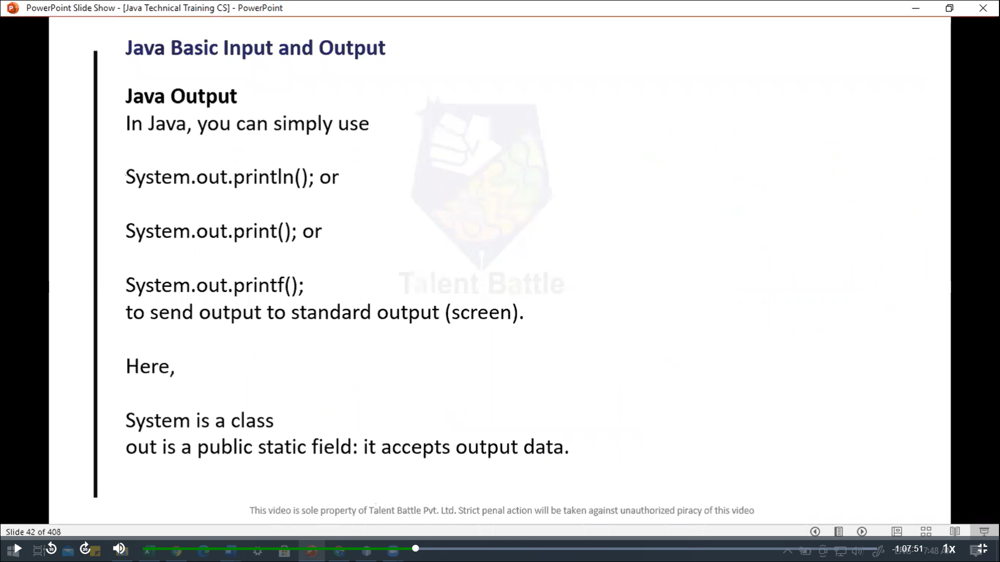 PowerPoint Slide Show - [Java Technical Training CS] - PowerPoint
Java Basic Input and Output
Java Output
In Java, you can simply use
System.out.println(); or
System.out.print(); or
System.out.printf();
to send output to standard output (screen).
Here,
System is a class
out is a public static field: it accepts output data.
Talent Battle
This video is sole property of Talent Battle Pvt. Ltd. Strict penal action will be taken against unauthorized piracy of this video
Slide 42 of 408
10
30
-1:07:51
7:48
1x